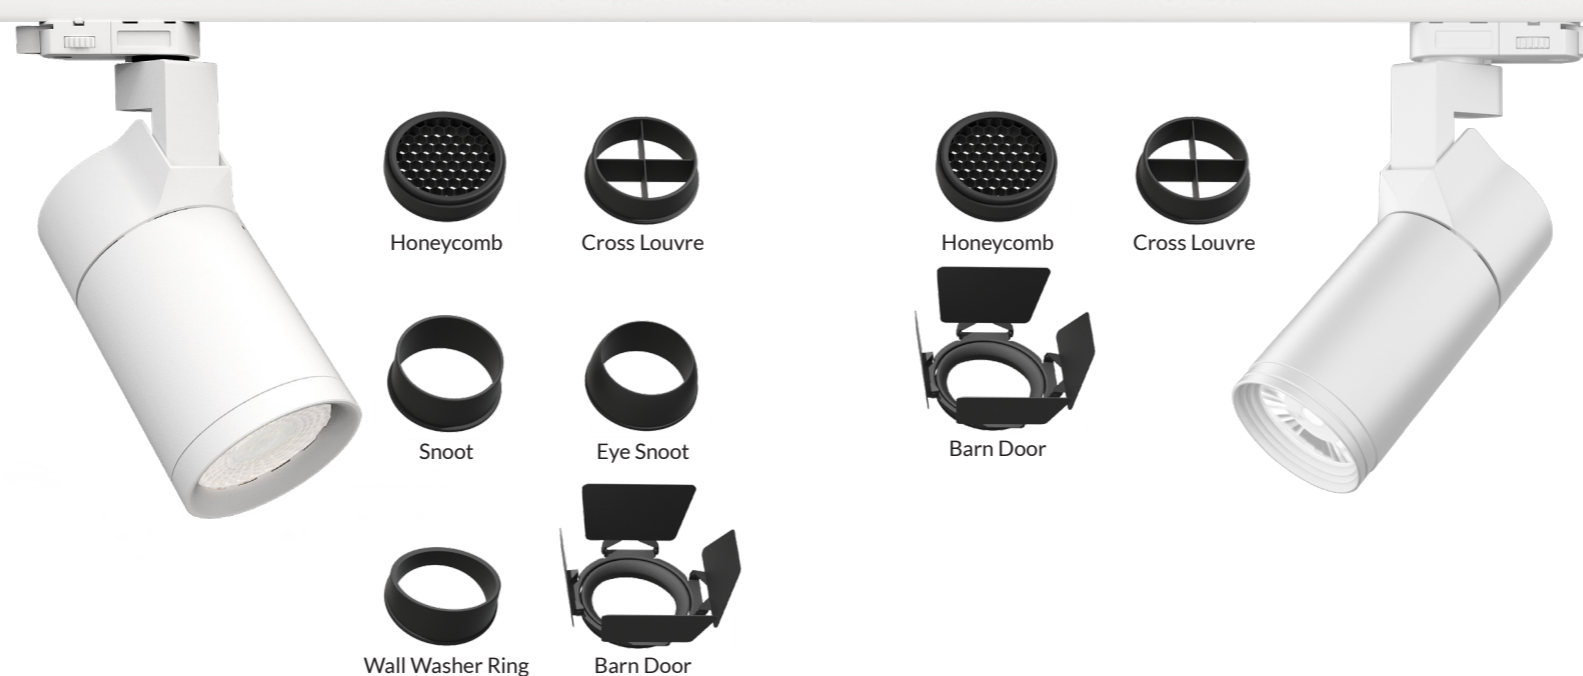 Honeycomb
Cross Louvre
Honeycomb
Cross Louvre
Snoot
Eye Snoot
Barn Door
Wall Washer Ring
Barn Door